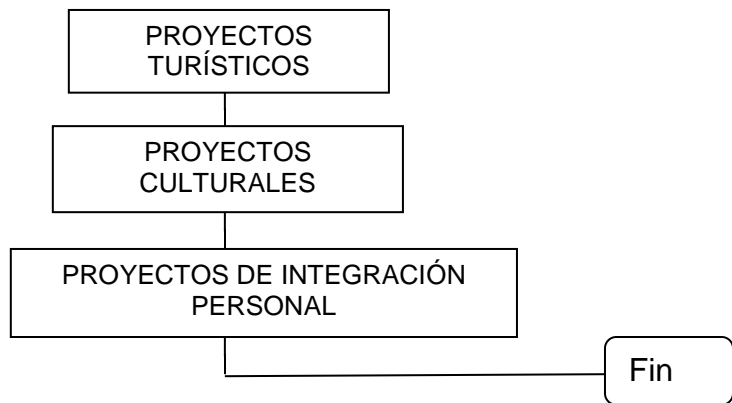 PROYECTOS
TURÍSTICOS
PROYECTOS
CULTURALES
PROYECTOS DE INTEGRACIÓN
PERSONAL
Fin